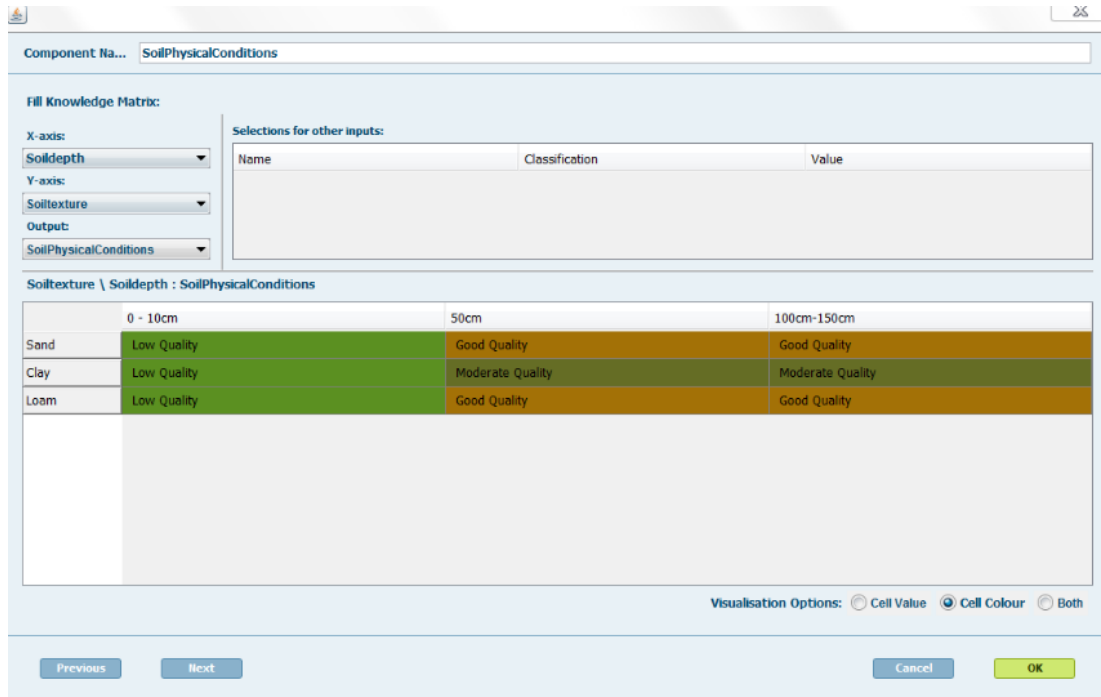 Component Na... SoilPhysicalConditions
Fill Knowledge Matrix:
X-axis:
Soildepth
Y-axis:
Soiltexture
Output:
SoilPhysicalConditions
Selections for other inputs:
Name Classification Value
Soiltexture \ Soildepth : SoilPhysicalConditions
0 - 10cm 50cm 100cm-150cm
Sand Low Quality Good Quality Good Quality
Clay Low Quality Moderate Quality Moderate Quality
Loam Low Quality Good Quality Good Quality
Visualisation Options: Cell Value Cell Colour Both
Previous Next Cancel OK